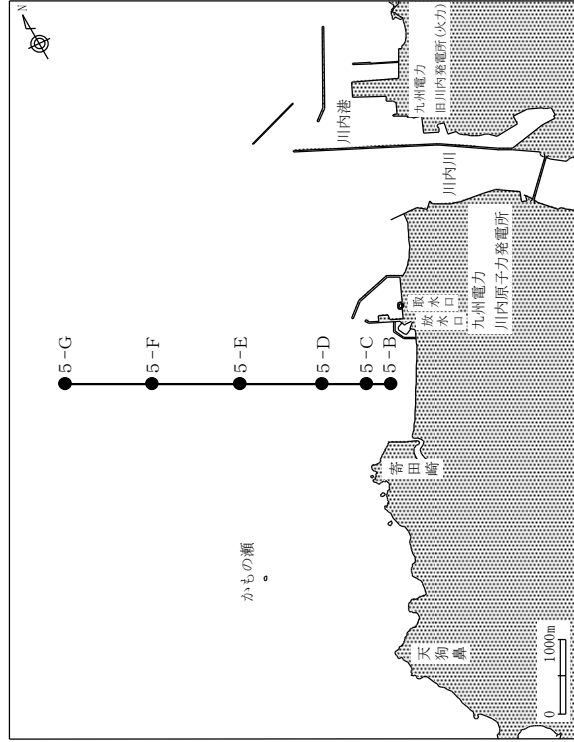 N
5-G
5-F
5-E
5-D
5-C
5-B
かもの瀬
天狗鼻
寄田崎
放水口
取水口
九州電力
川内原子力発電所
川内川
川内港
九州電力
旧川内発電所(火力)
0 1000m